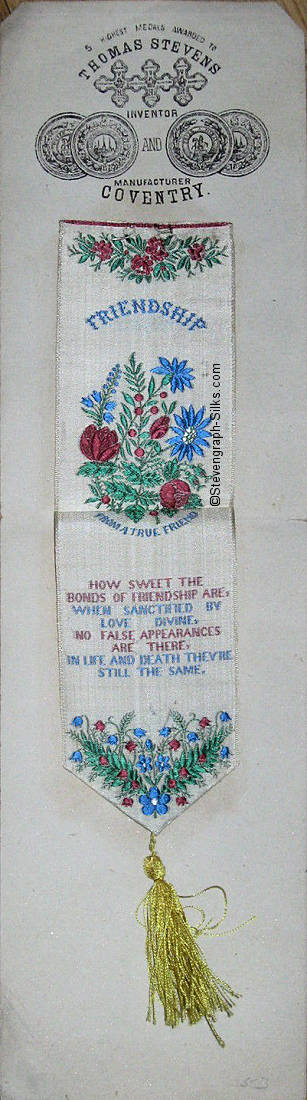 5 HIGHEST MEDALS AWARDED TO
THOMAS STEVENS
INVENTOR
AND
MANUFACTURER
COVENTRY.
FRIENDSHIP
©Stevengraph-Silks.com
FROM A TRUE FRIEND
HOW SWEET THE
BONDS OF FRIENDSHIP ARE,
WHEN SANCTIFIED BY
LOVE DIVINE,
NO FALSE APPEARANCES
ARE THERE,
IN LIFE AND DEATH THEY'RE
STILL THE SAME.